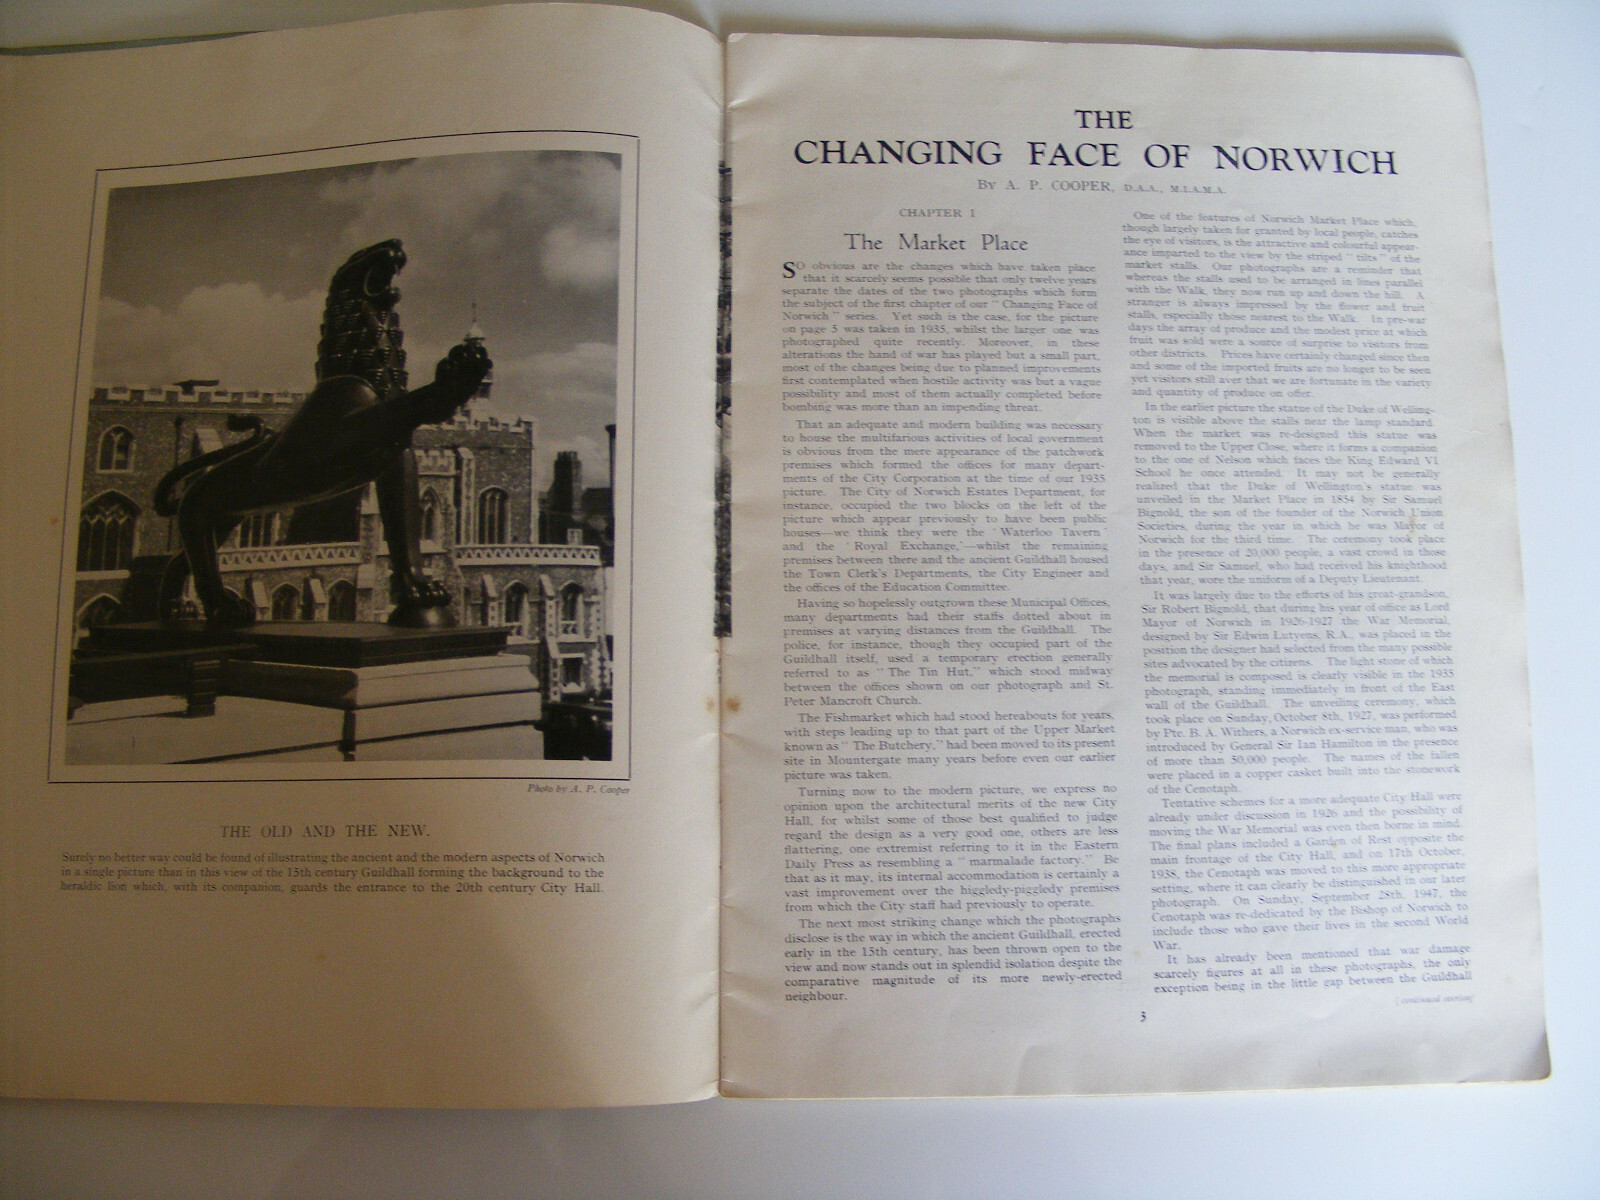 Photo by A. P. Cooper
THE OLD AND THE NEW.
Surely no better way could be found of illustrating the ancient and the modern aspects of Norwich
in a single picture than in this view of the 15th century Guildhall forming the background to the
heraldic lion which, with its companion, guards the entrance to the 20th century City Hall.
THE
CHANGING FACE OF NORWICH
By A. P. COOPER, D.A.A., M.I.A.M.A.
CHAPTER 1
The Market Place
SO obvious are the changes which have taken place
that it scarcely seems possible that only twelve years
separate the dates of the two photographs which form
the subject of the first chapter of our "Changing Face of
Norwich" series. Yet such is the case, for the picture
on page 5 was taken in 1935, whilst the larger one was
photographed quite recently. Moreover, in these
alterations the hand of war has played but a small part,
most of the changes being due to planned improvements
first contemplated when hostile activity was but a vague
possibility and most of them actually completed before
bombing was more than an impending threat.
That an adequate and modern building was necessary
to house the multifarious activities of local government
is obvious from the mere appearance of the patchwork
premises which formed the offices for many depart-
ments of the City Corporation at the time of our 1935
picture. The City of Norwich Estates Department, for
instance, occupied the two blocks on the left of the
picture which appear previously to have been public
houses—we think they were the 'Waterloo Tavern'
and the 'Royal Exchange,'—whilst the remaining
premises between there and the ancient Guildhall housed
the Town Clerk's Departments, the City Engineer and
the offices of the Education Committee.
Having so hopelessly outgrown these Municipal Offices,
many departments had their staffs dotted about in
premises at varying distances from the Guildhall. The
police, for instance, though they occupied part of the
Guildhall itself, used a temporary erection generally
referred to as "The Tin Hut," which stood midway
between the offices shown on our photograph and St.
Peter Mancroft Church.
The Fishmarket which had stood hereabouts for years,
with steps leading up to that part of the Upper Market
known as "The Butchery," had been moved to its present
site in Mountergate many years before even our earlier
picture was taken.
Turning now to the modern picture, we express no
opinion upon the architectural merits of the new City
Hall, for whilst some of those best qualified to judge
regard the design as a very good one, others are less
flattering, one extremist referring to it in the Eastern
Daily Press as resembling a "marmalade factory." Be
that as it may, its internal accommodation is certainly a
vast improvement over the higgledy-piggledy premises
from which the City staff had previously to operate.
The next most striking change which the photographs
disclose is the way in which the ancient Guildhall, erected
early in the 15th century, has been thrown open to the
view and now stands out in splendid isolation despite the
comparative magnitude of its more newly-erected
neighbour.
One of the features of Norwich Market Place which,
though largely taken for granted by local people, catches
the eye of visitors, is the attractive and colourful appear-
ance imparted to the view by the striped "tilts" of the
market stalls. Our photographs are a reminder that
whereas the stalls used to be arranged in lines parallel
with the Walk, they now run up and down the hill. A
stranger is always impressed by the flower and fruit
stalls, especially those nearest to the Walk. In pre-war
days the array of produce and the modest price at which
fruit was sold were a source of surprise to visitors from
other districts. Prices have certainly changed since then
and some of the imported fruits are no longer to be seen
yet visitors still aver that we are fortunate in the variety
and quantity of produce on offer.
In the earlier picture the statue of the Duke of Welling-
ton is visible above the stalls near the lamp standard.
When the market was re-designed this statue was
removed to the Upper Close, where it forms a companion
to the one of Nelson which faces the King Edward VI
School he once attended. It may not be generally
realized that the Duke of Wellington's statue was
unveiled in the Market Place in 1854 by Sir Samuel
Bignold, the son of the founder of the Norwich Union
Societies, during the year in which he was Mayor of
Norwich for the third time. The ceremony took place
in the presence of 20,000 people, a vast crowd in those
days, and Sir Samuel, who had received his knighthood
that year, wore the uniform of a Deputy Lieutenant.
It was largely due to the efforts of his great-grandson,
Sir Robert Bignold, that during his year of office as Lord
Mayor of Norwich in 1926-1927 the War Memorial,
designed by Sir Edwin Lutyens, R.A., was placed in the
position the designer had selected from the many possible
sites advocated by the citizens. The light stone of which
the memorial is composed is clearly visible in the 1935
photograph, standing immediately in front of the East
wall of the Guildhall. The unveiling ceremony, which
took place on Sunday, October 8th, 1927, was performed
by Pte. B. A. Withers, a Norwich ex-service man, who was
introduced by General Sir Ian Hamilton in the presence
of more than 50,000 people. The names of the fallen
were placed in a copper casket built into the stonework
of the Cenotaph.
Tentative schemes for a more adequate City Hall were
already under discussion in 1926 and the possibility of
moving the War Memorial was even then borne in mind.
The final plans included a Garden of Rest opposite the
main frontage of the City Hall, and on 17th October,
1938, the Cenotaph was moved to this more appropriate
setting, where it can clearly be distinguished in our later
photograph. On Sunday, September 28th, 1947, the
Cenotaph was re-dedicated by the Bishop of Norwich to
include those who gave their lives in the second World
War.
It has already been mentioned that war damage
scarcely figures at all in these photographs, the only
exception being in the little gap between the Guildhall
[continued overleaf
3